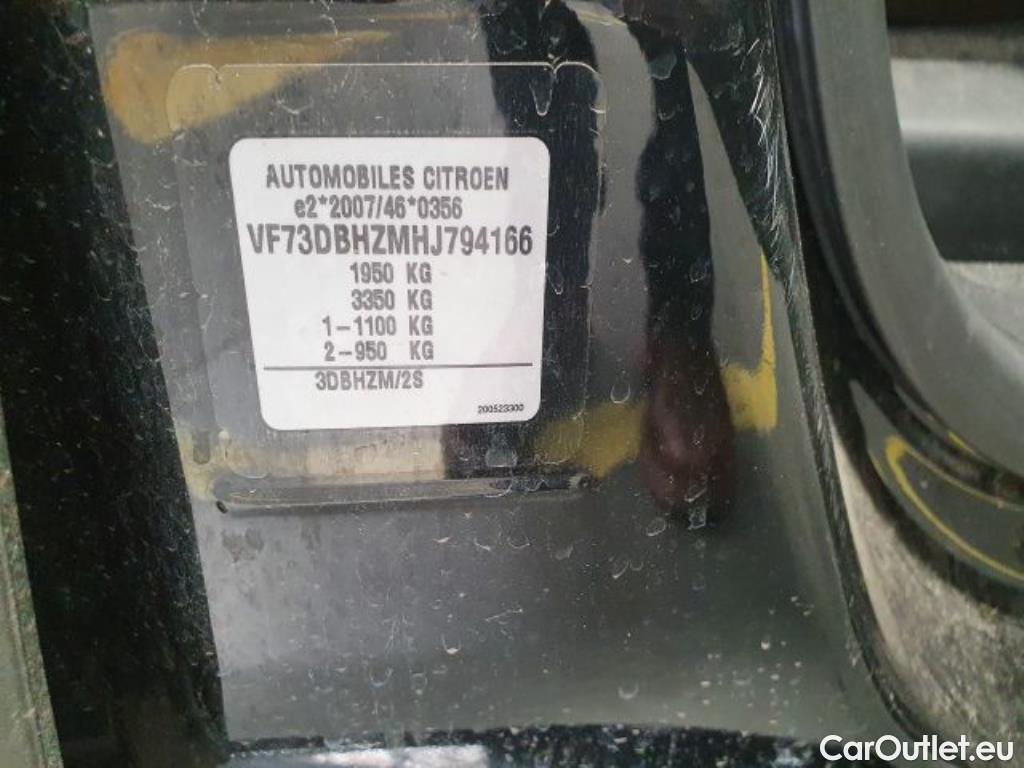 AUTOMOBILES CITROEN
e2*2007/46*0356
VF73DBHZMHJ794166
1950 KG
3350 KG
1-1100 KG
2-950 KG
3DBHZM/2S
200523300
CarOutlet.eu